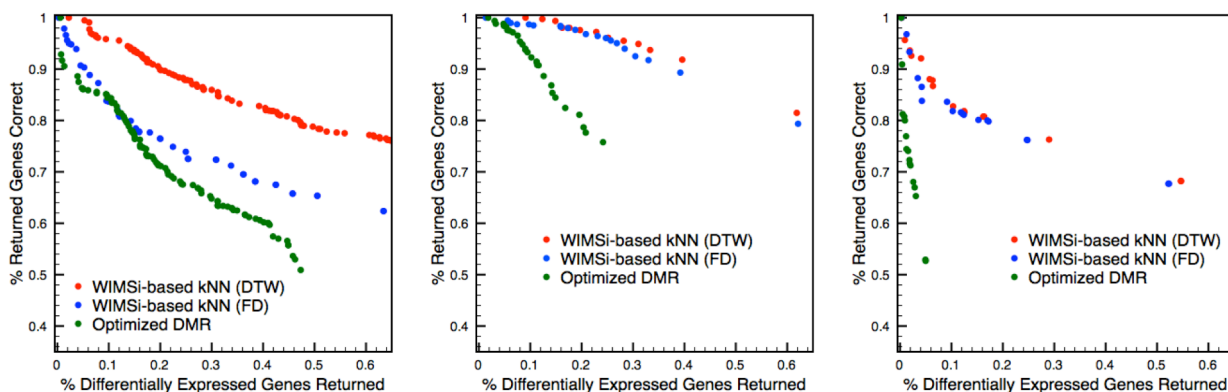 % Returned Genes Correct
1
0.9
0.8
0.7
0.6
0.5
0.4
WIMSi-based kNN (DTW)
WIMSi-based kNN (FD)
Optimized DMR
0 0.1 0.2 0.3 0.4 0.5 0.6
% Differentially Expressed Genes Returned
% Returned Genes Correct
1
0.9
0.8
0.7
0.6
0.5
0.4
WIMSi-based kNN (DTW)
WIMSi-based kNN (FD)
Optimized DMR
0 0.1 0.2 0.3 0.4 0.5 0.6
% Differentially Expressed Genes Returned
% Returned Genes Correct
1
0.9
0.8
0.7
0.6
0.5
0.4
WIMSi-based kNN (DTW)
WIMSi-based kNN (FD)
Optimized DMR
0 0.1 0.2 0.3 0.4 0.5 0.6
% Differentially Expressed Genes Returned